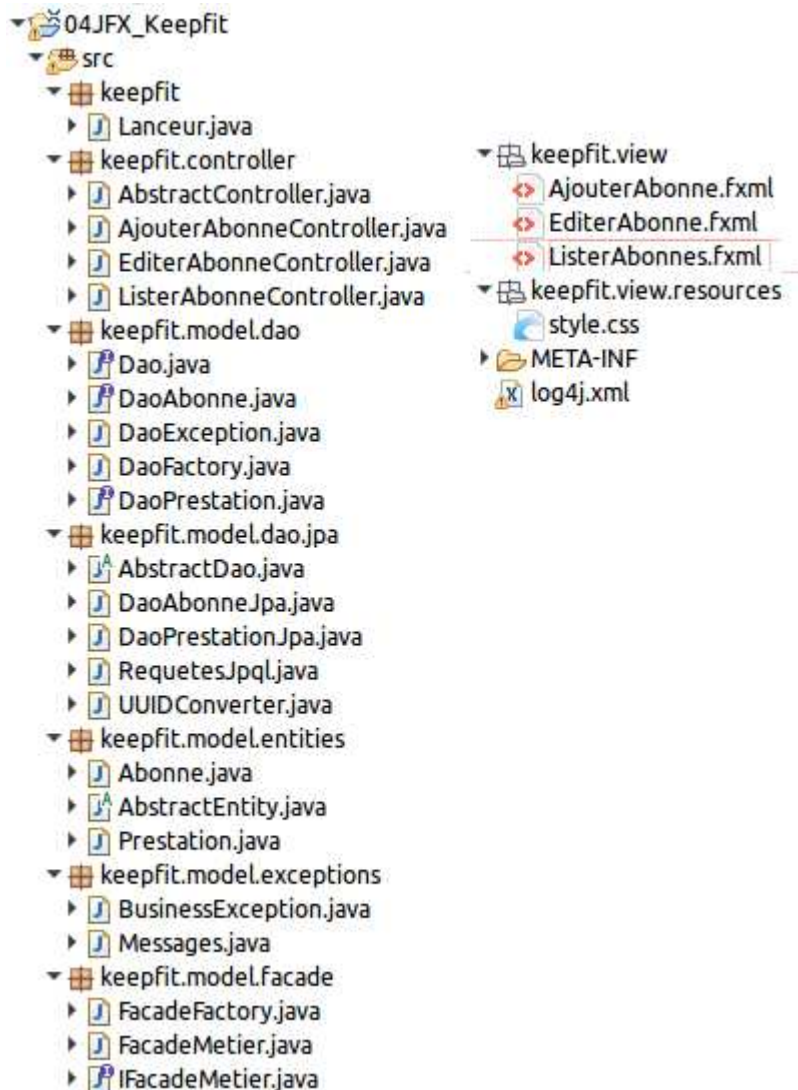 04JFX_Keepfit
src
keepfit
Lanceur.java
keepfit.controller
AbstractController.java
AjouterAbonneController.java
EditerAbonneController.java
ListerAbonneController.java
keepfit.model.dao
Dao.java
DaoAbonne.java
DaoException.java
DaoFactory.java
DaoPrestation.java
keepfit.model.dao.jpa
AbstractDao.java
DaoAbonneJpa.java
DaoPrestationJpa.java
RequetesJpql.java
UUIDConverter.java
keepfit.model.entities
Abonne.java
AbstractEntity.java
Prestation.java
keepfit.model.exceptions
BusinessException.java
Messages.java
keepfit.model.facade
FacadeFactory.java
FacadeMetier.java
IFacadeMetier.java
keepfit.view
AjouterAbonne.fxml
EditerAbonne.fxml
ListerAbonnes.fxml
keepfit.view.resources
style.css
META-INF
log4j.xml